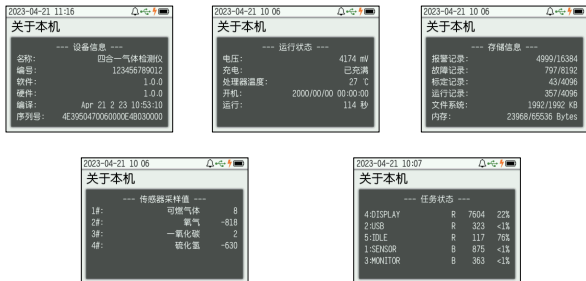 2023-04-21 11:16
关于本机
--- 设备信息 ---
名称: 四合一气体检测仪
编号: 123456789012
软件: 1.0.0
硬件: 1.0.0
编译: Apr 21 2 23 10:53:10
序列号: 4E3950470060000E4B030000
2023-04-21 10 06
关于本机
--- 运行状态 ---
电压: 4174 mV
充电: 已充满
处理器温度: 27 ℃
开机: 2000/00/00 00:00:00
运行: 114 秒
2023-04-21 10 06
关于本机
--- 存储信息 ---
报警记录: 4999/16384
故障记录: 797/8192
标定记录: 43/4096
运行记录: 357/4096
文件系统: 1992/1992 KB
内存: 23968/65536 Bytes
2023-04-21 10 06
关于本机
--- 传感器采样值 ---
1#: 可燃气体 8
2#: 氧气 -818
3#: 一氧化碳 2
4#: 硫化氢 -630
2023-04-21 10:07
关于本机
--- 任务状态 ---
4:DISPLAY R 7604 22%
2:USB R 323 <1%
5:IDLE R 117 76%
1:SENSOR B 875 <1%
3:MONITOR B 363 <1%